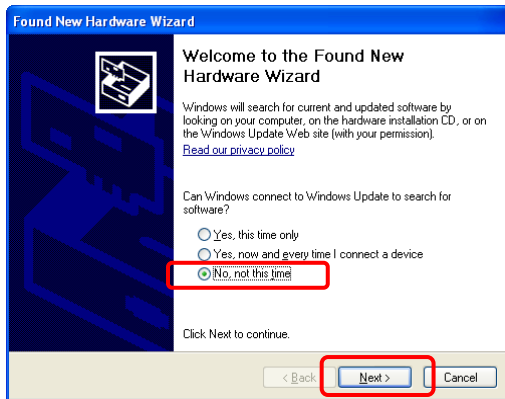 Found New Hardware Wizard
Welcome to the Found New
Hardware Wizard
Windows will search for current and updated software by
looking on your computer, on the hardware installation CD, or on
the Windows Update Web site (with your permission).
Read our privacy policy
Can Windows connect to Windows Update to search for
software?
Yes, this time only
Yes, now and every time I connect a device
No, not this time
Click Next to continue.
< Back Next > Cancel